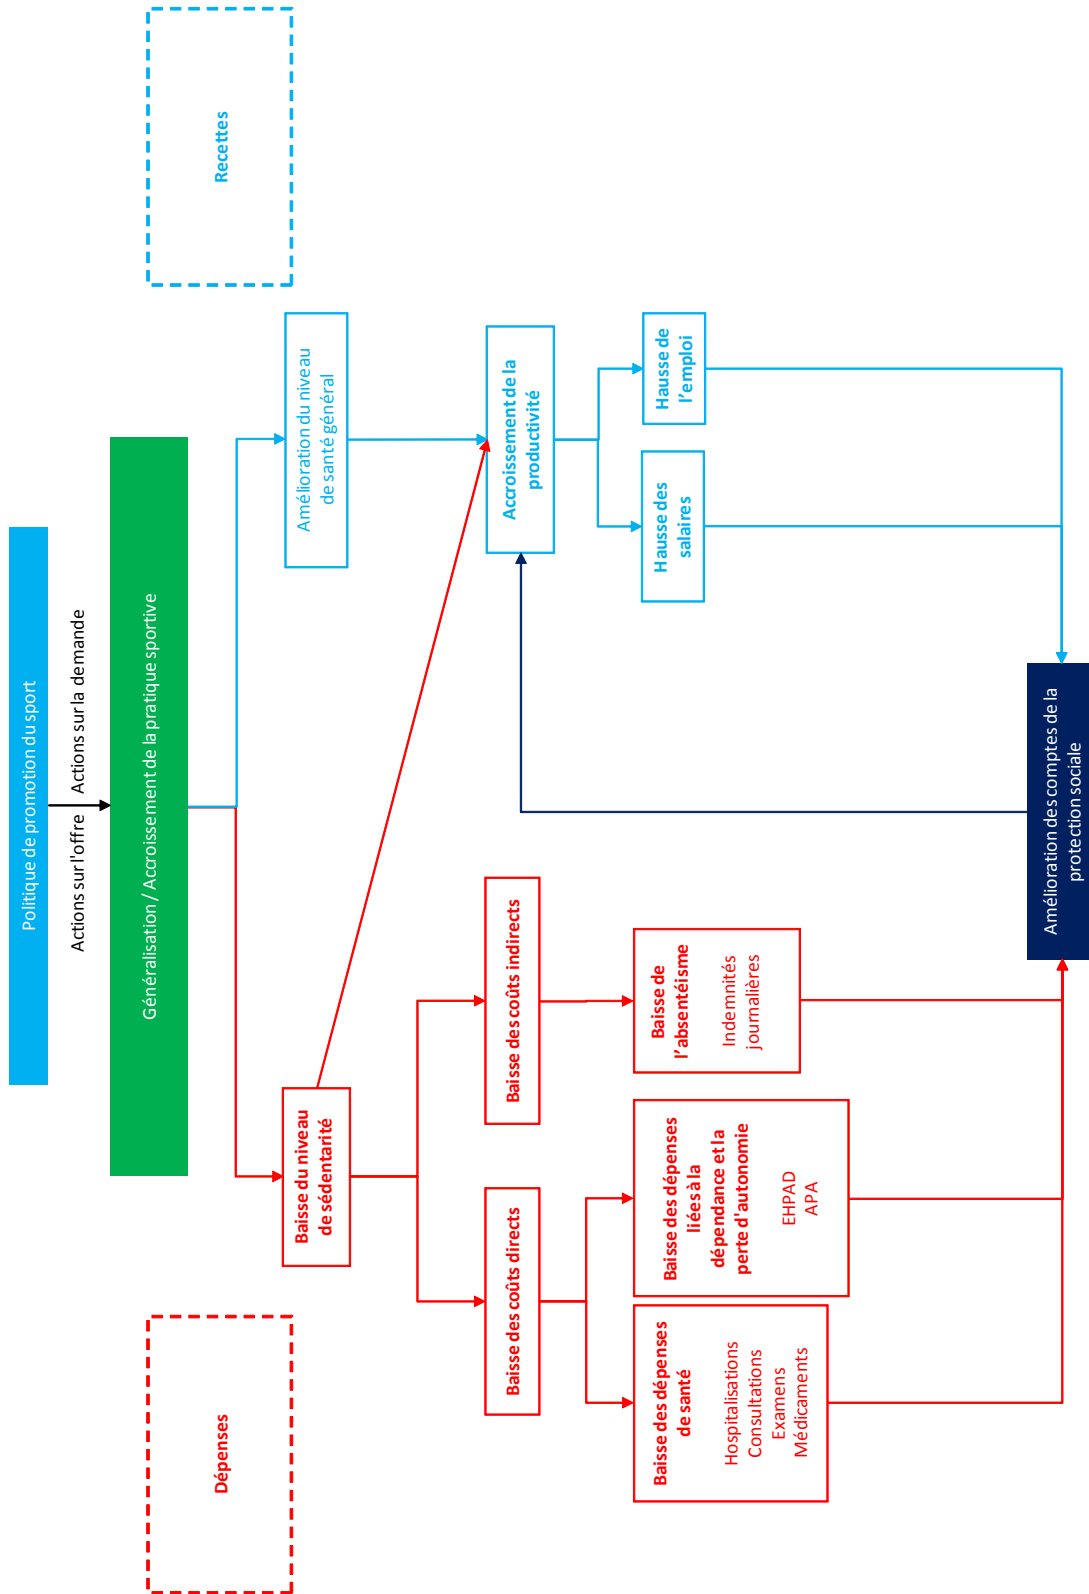 Politique de promotion du sport
Actions sur l'offre
Actions sur la demande
Généralisation / Accroissement de la pratique sportive
Dépenses
Recettes
Baisse du niveau
de sédentarité
Amélioration du niveau
de santé général
Baisse des coûts directs
Baisse des coûts indirects
Accroissement de la
productivité
Baisse des dépenses
de santé
Hospitalisations
Consultations
Examens
Médicaments
Baisse des dépenses
liées à la
dépendance et la
perte d'autonomie
EHPAD
APA
Baisse de
l'absentéisme
Indemnités
journalières
Hausse des
salaires
Hausse de
l'emploi
Amélioration des comptes de la
protection sociale